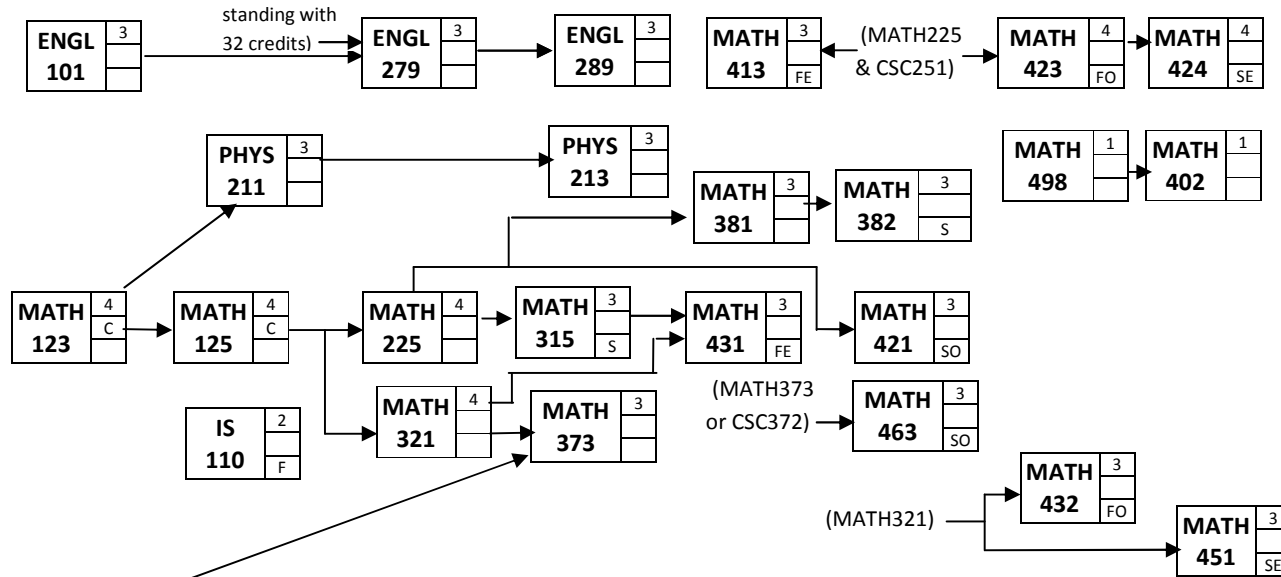 standing with
32 credits)
ENGL 3
101
ENGL 3
279
ENGL 3
289
MATH 3
413 FE
(MATH225
& CSC251)
MATH 4
423 FO
MATH 4
424 SE
PHYS 3
211
PHYS 3
213
MATH 1
498
MATH 1
402
MATH 3
381
MATH 3
382 S
MATH 4
123 C
MATH 4
125 C
MATH 4
225
MATH 3
315 S
MATH 3
431 FE
MATH 3
421 SO
IS 2
110 F
MATH 4
321
MATH 3
373
(MATH373
or CSC372)
MATH 3
463 SO
(MATH321)
MATH 3
432 FO
MATH 3
451 SE